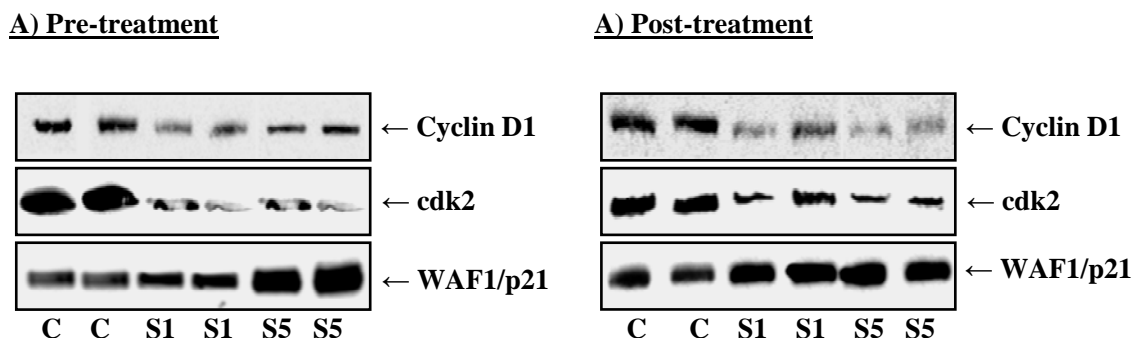 A) Pre-treatment
← Cyclin D1
← cdk2
← WAF1/p21
C C S1 S1 S5 S5
A) Post-treatment
← Cyclin D1
← cdk2
← WAF1/p21
C C S1 S1 S5 S5